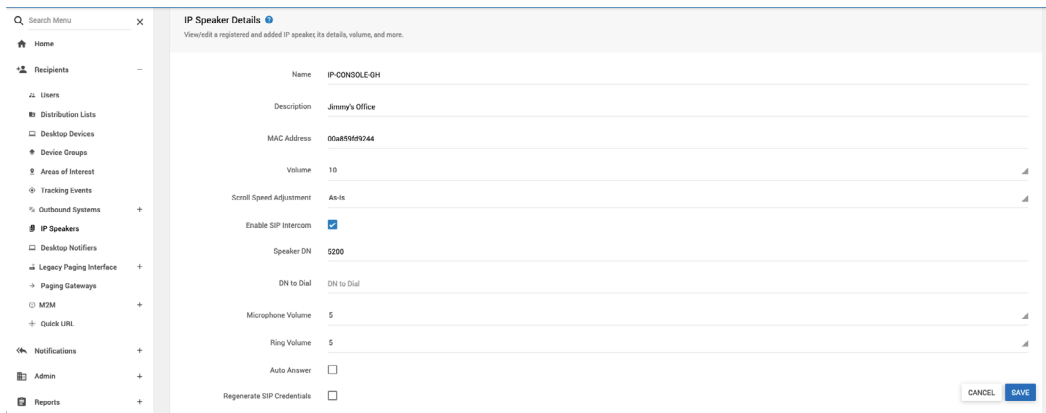 Search Menu
Home
Recipients
Users
Distribution Lists
Desktop Devices
Device Groups
Areas of Interest
Tracking Events
Outbound Systems
IP Speakers
Desktop Notifiers
Legacy Paging Interface
Paging Gateways
M2M
Quick URL
Notifications
Admin
Reports
IP Speaker Details
View/edit a registered and added IP speaker, its details, volume, and more.
Name IP-CONSOLE-GH
Description Jimmy's Office
MAC Address 00a859fd9244
Volume 10
Scroll Speed Adjustment As-Is
Enable SIP Intercom
Speaker DN 5200
DN to Dial DN to Dial
Microphone Volume 5
Ring Volume 5
Auto Answer
Regenerate SIP Credentials
CANCEL SAVE